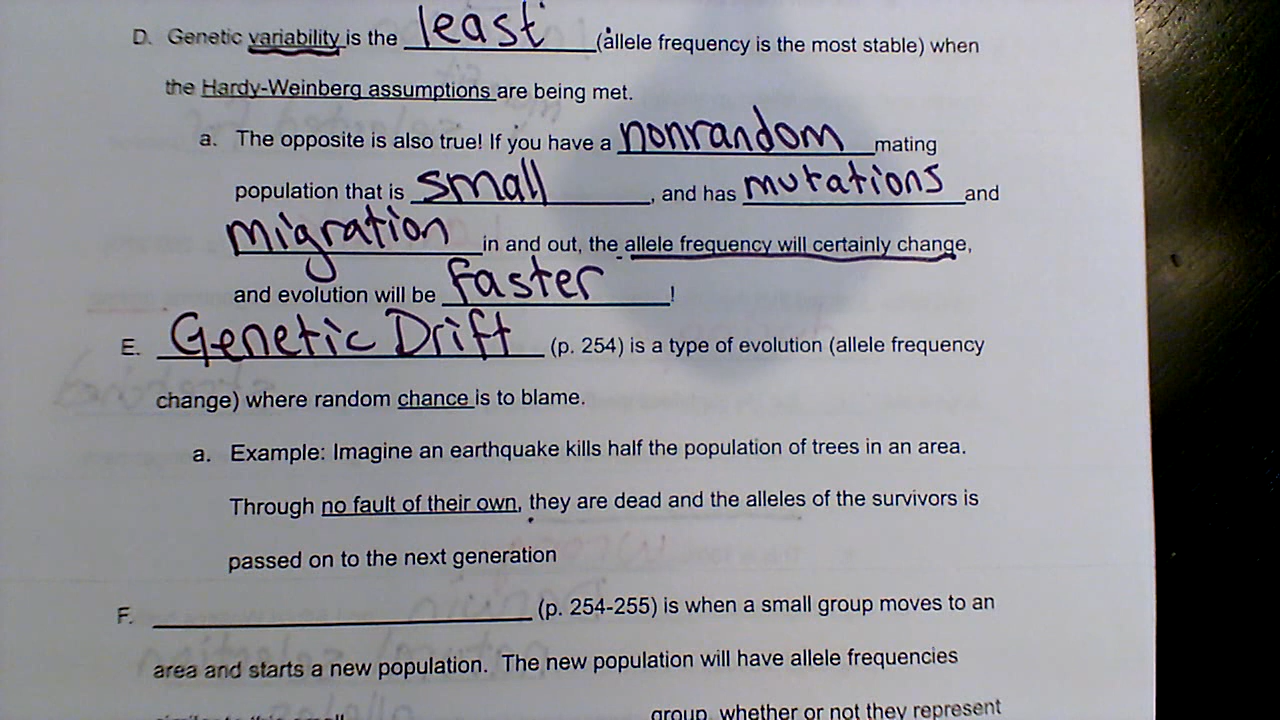 D. Genetic variability is the least (allele frequency is the most stable) when
the Hardy-Weinberg assumptions are being met.
a. The opposite is also true! If you have a nonrandom mating
population that is small, and has mutations and
migration in and out, the allele frequency will certainly change,
and evolution will be faster!
E. Genetic Drift (p. 254) is a type of evolution (allele frequency
change) where random chance is to blame.
a. Example: Imagine an earthquake kills half the population of trees in an area.
Through no fault of their own, they are dead and the alleles of the survivors is
passed on to the next generation
F. (p. 254-255) is when a small group moves to an
area and starts a new population. The new population will have allele frequencies
group, whether or not they represent